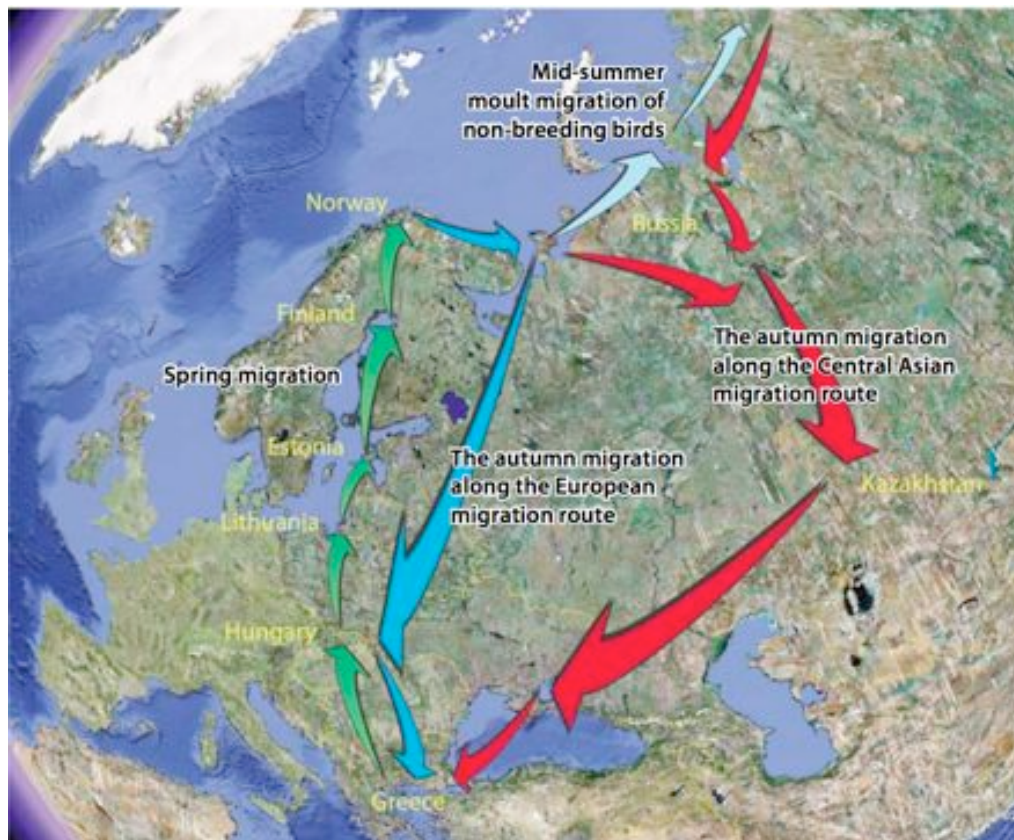 Mid-summer
moult migration of
non-breeding birds
Norway
Russia
Finland
The autumn migration
along the Central Asian
migration route
Spring migration
Estonia
The autumn migration
along the European
migration route
Kazakhstan
Lithuania
Hungary
Greece